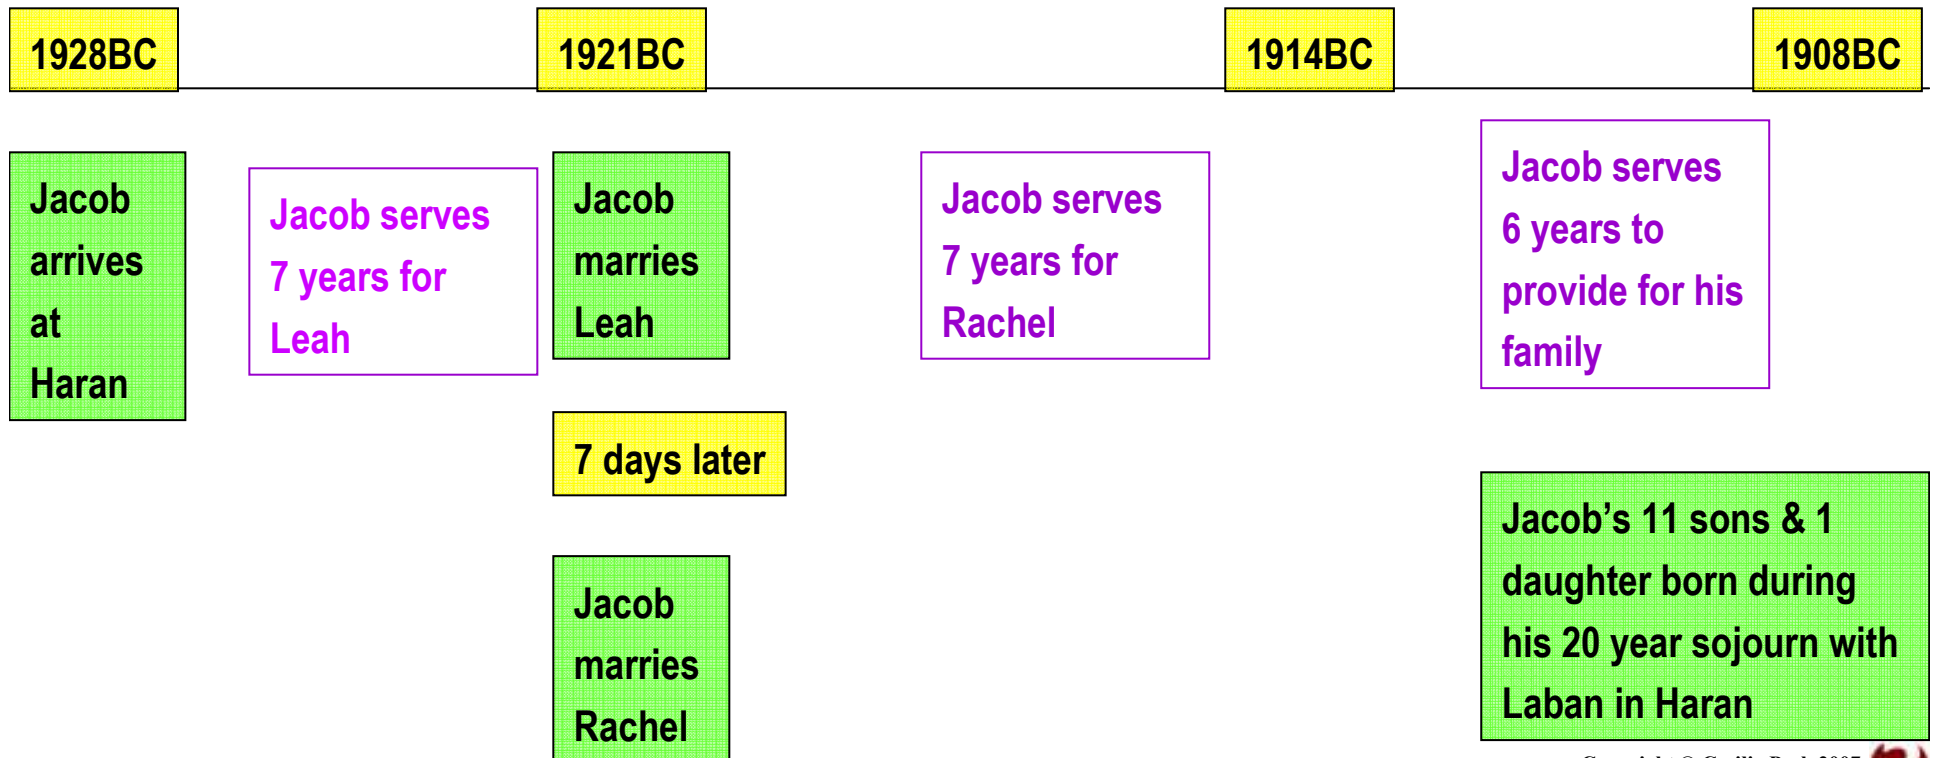 1928BC
1921BC
1914BC
1908BC
Jacob
arrives
at
Haran
Jacob serves
7 years for
Leah
Jacob
marries
Leah
7 days later
Jacob
marries
Rachel
Jacob serves
7 years for
Rachel
Jacob serves
6 years to
provide for his
family
Jacob's 11 sons & 1
daughter born during
his 20 year sojourn with
Laban in Haran